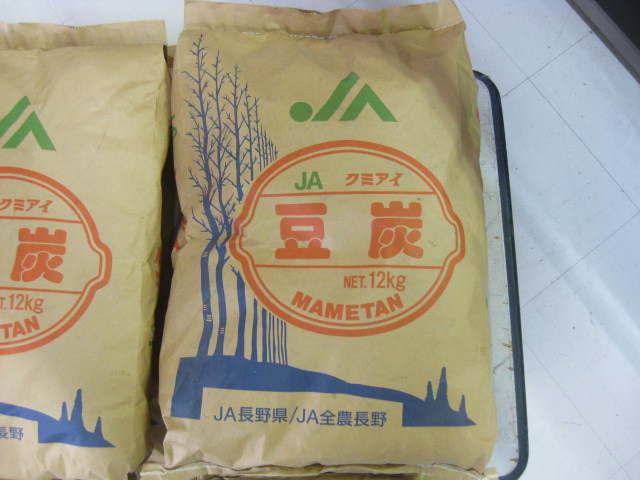 クミアイ
炭
T.12kg
TAN
長野
JA
JA クミアイ
豆炭
NET.12kg
MAMETAN
JA長野県/JA全農長野